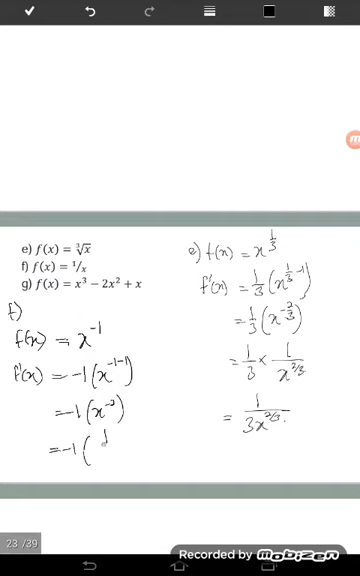 e) f(x) = ∛x
f) f(x) = 1/x
g) f(x) = x³ − 2x² + x
e) f(x) = x^{1/3}
f'(x) = 1/3 (x^{1/3 −1})
= 1/3 (x^{-2/3})
= 1/3 × 1/x^{2/3}
= 1/3x^{2/3}.
f)
f(x) = x^{-1}
f'(x) = -1(x^{-1-1})
= -1(x^{-2})
= -1( 1
23 /39
Recorded by Mobizen